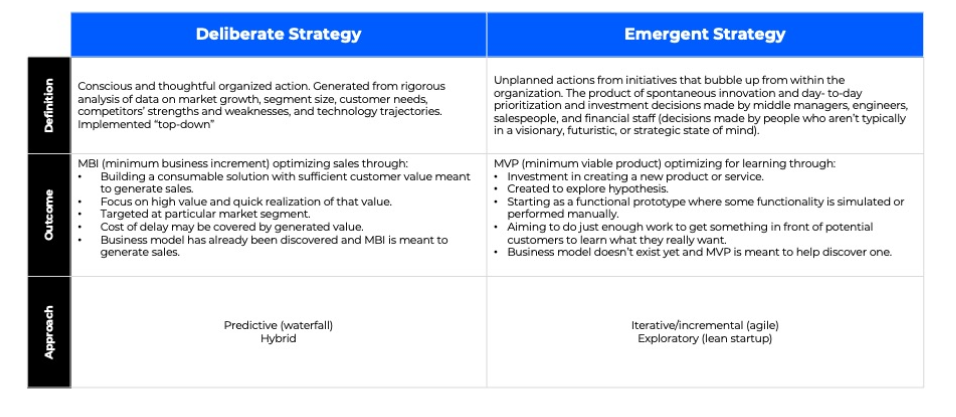 Deliberate Strategy
Emergent Strategy
Definition
Conscious and thoughtful organized action. Generated from rigorous
analysis of data on market growth, segment size, customer needs,
competitors' strengths and weaknesses, and technology trajectories.
Implemented “top-down”
Unplanned actions from initiatives that bubble up from within the
organization. The product of spontaneous innovation and day- to-day
prioritization and investment decisions made by middle managers, engineers,
salespeople, and financial staff (decisions made by people who aren't typically
in a visionary, futuristic, or strategic state of mind).
Outcome
MBI (minimum business increment) optimizing sales through:
• Building a consumable solution with sufficient customer value meant
to generate sales.
• Focus on high value and quick realization of that value.
• Targeted at particular market segment.
• Cost of delay may be covered by generated value.
• Business model has already been discovered and MBI is meant to
generate sales.
MVP (minimum viable product) optimizing for learning through:
• Investment in creating a new product or service.
• Created to explore hypothesis.
• Starting as a functional prototype where some functionality is simulated or
performed manually.
• Aiming to do just enough work to get something in front of potential
customers to learn what they really want.
• Business model doesn't exist yet and MVP is meant to help discover one.
Approach
Predictive (waterfall)
Hybrid
Iterative/incremental (agile)
Exploratory (lean startup)